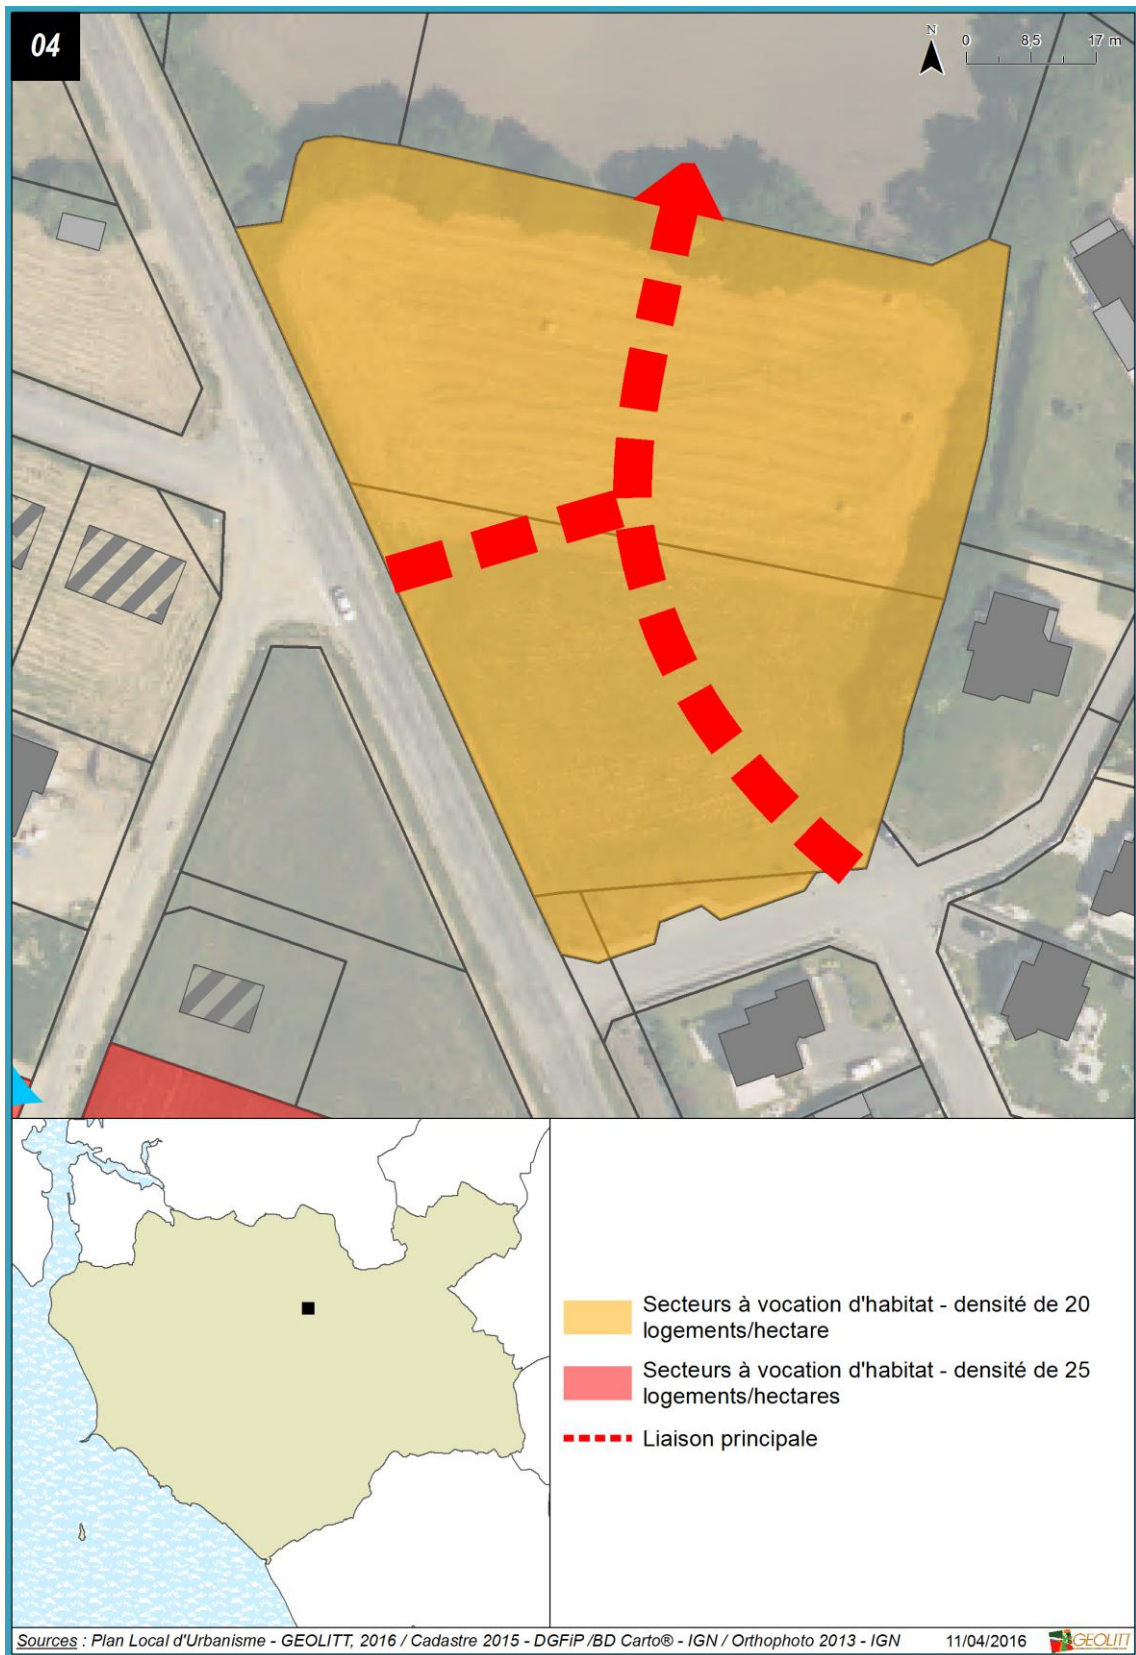 04
N
0 8,5 17 m
Secteurs à vocation d'habitat - densité de 20
logements/hectare
Secteurs à vocation d'habitat - densité de 25
logements/hectares
Liaison principale
Sources : Plan Local d'Urbanisme - GEOLITT, 2016 / Cadastre 2015 - DGFiP /BD Carto® - IGN / Orthophoto 2013 - IGN 11/04/2016 GEOLITT